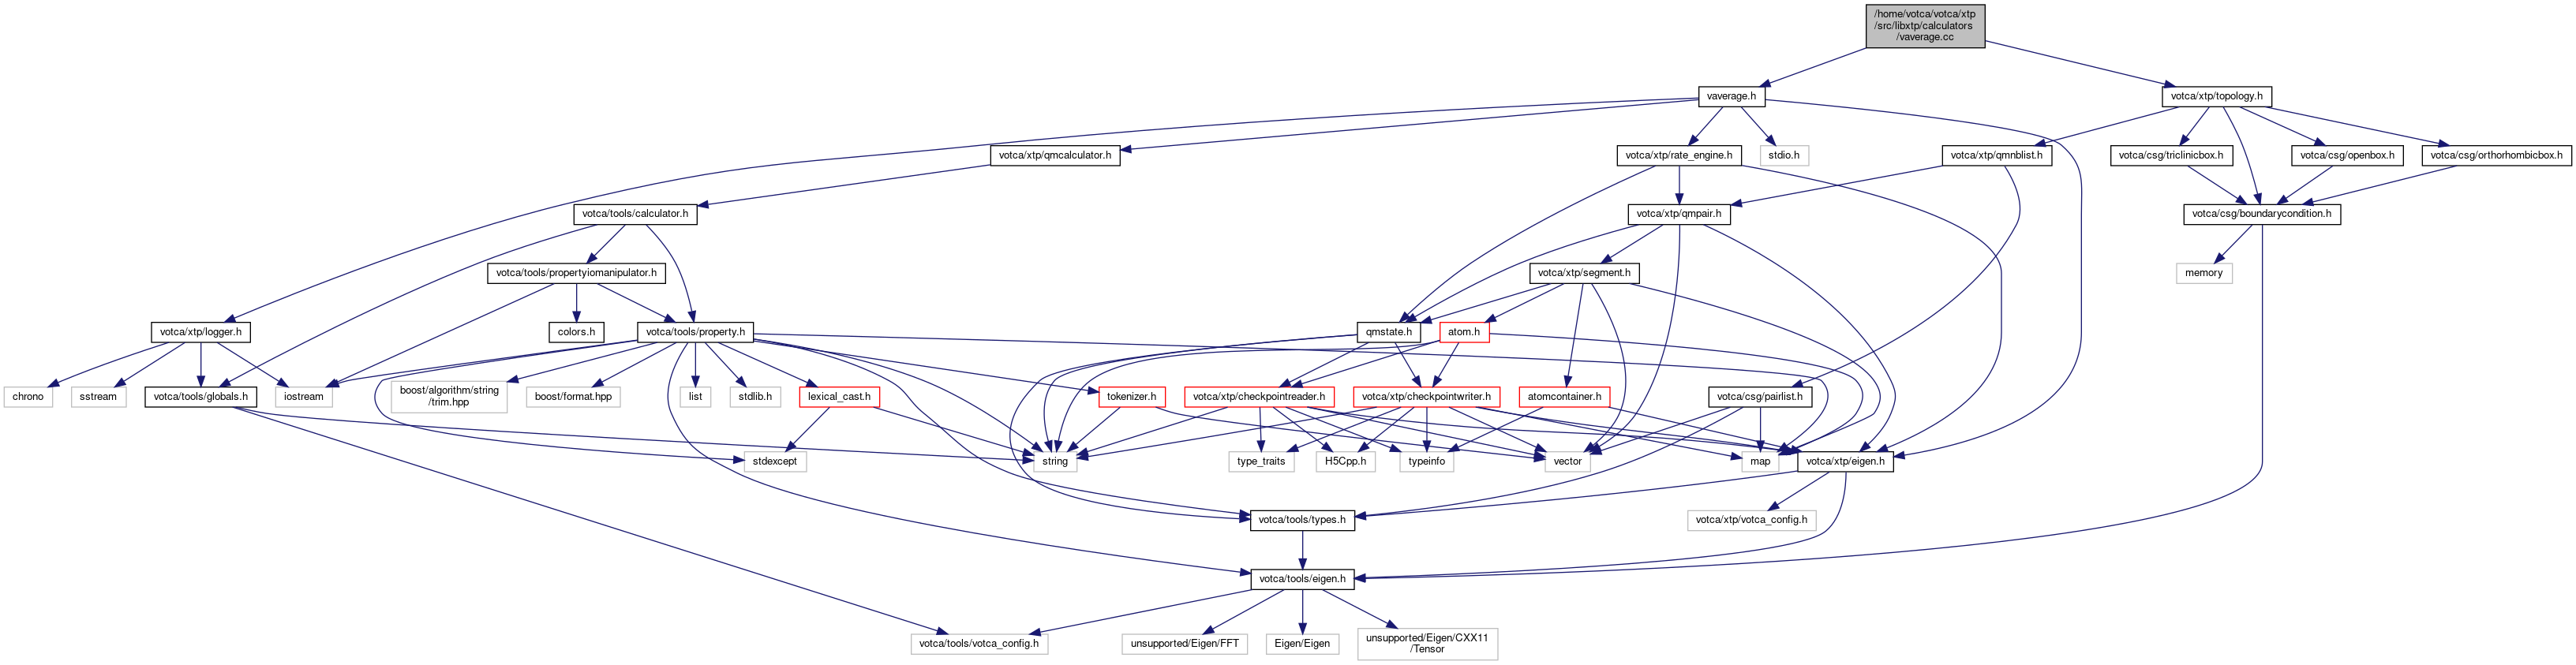 /home/votca/votca/xtp
/src/libxtp/calculators
/vaverage.cc
vaverage.h
votca/xtp/topology.h
votca/xtp/qmcalculator.h
votca/xtp/rate_engine.h
stdio.h
votca/xtp/qmnblist.h
votca/csg/triclinicbox.h
votca/csg/openbox.h
votca/csg/orthorhombicbox.h
votca/tools/calculator.h
votca/xtp/qmpair.h
votca/csg/boundarycondition.h
votca/tools/propertyiomanipulator.h
votca/xtp/segment.h
memory
votca/xtp/logger.h
colors.h
votca/tools/property.h
qmstate.h
atom.h
chrono
sstream
votca/tools/globals.h
iostream
boost/algorithm/string
/trim.hpp
boost/format.hpp
list
stdlib.h
lexical_cast.h
tokenizer.h
votca/xtp/checkpointreader.h
votca/xtp/checkpointwriter.h
atomcontainer.h
votca/csg/pairlist.h
stdexcept
string
type_traits
H5Cpp.h
typeinfo
vector
map
votca/xtp/eigen.h
votca/tools/types.h
votca/xtp/votca_config.h
votca/tools/eigen.h
votca/tools/votca_config.h
unsupported/Eigen/FFT
Eigen/Eigen
unsupported/Eigen/CXX11
/Tensor